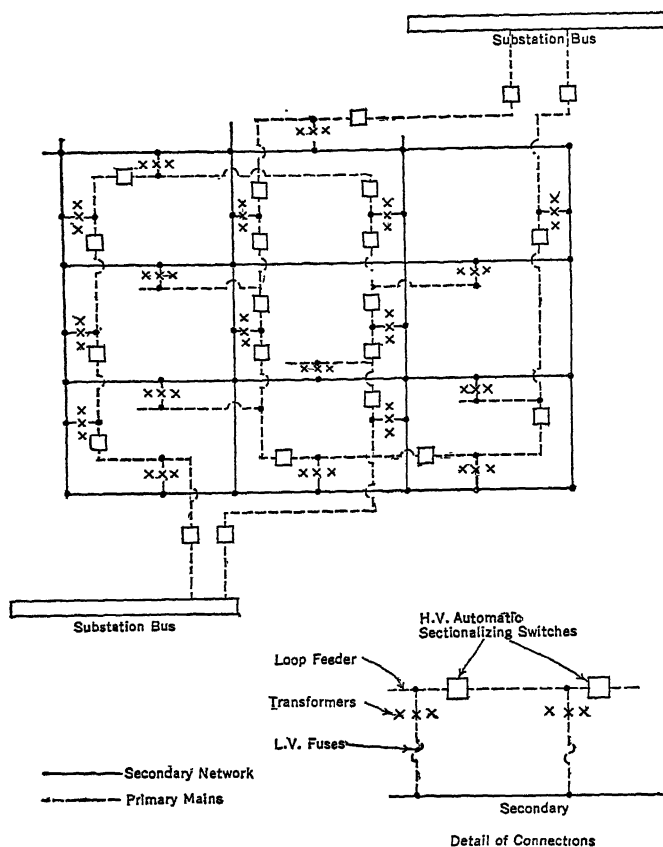 Substation Bus
Substation Bus
H.V. Automatic
Sectionalizing Switches
Loop Feeder
Transformers
L.V. Fuses
Secondary Network
Primary Mains
Secondary
Detail of Connections